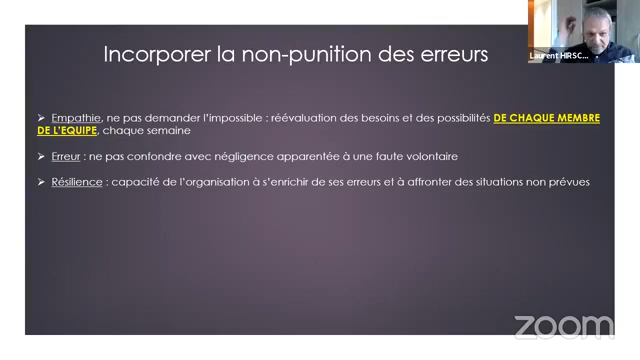 Incorporer la non-punition des erreurs
Laurent HIRSC...
➢ Empathie, ne pas demander l'impossible : réévaluation des besoins et des possibilités DE CHAQUE MEMBRE
DE L'EQUIPE, chaque semaine
➢ Erreur : ne pas confondre avec négligence apparentée à une faute volontaire
➢ Résilience : capacité de l'organisation à s'enrichir de ses erreurs et à affronter des situations non prévues
zoom